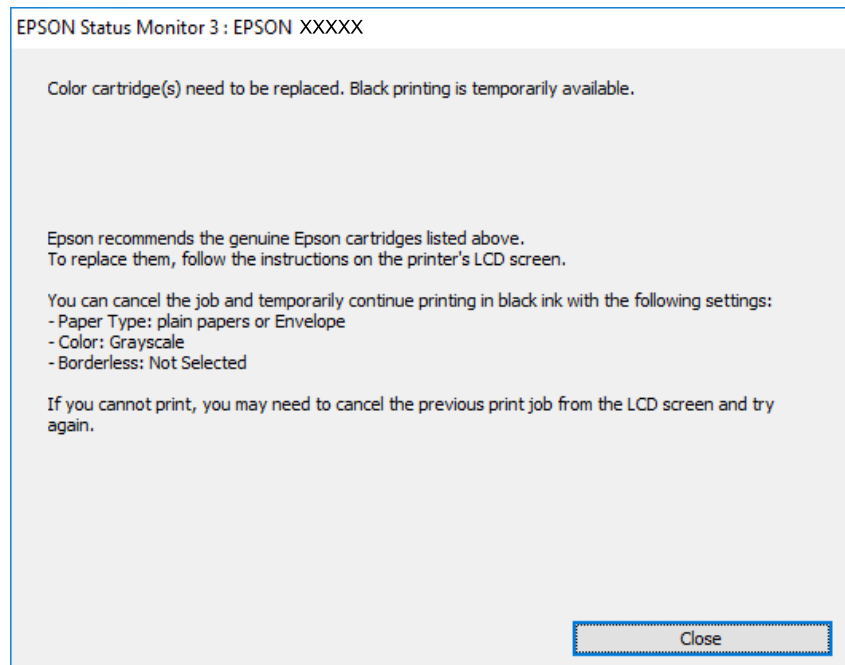 EPSON Status Monitor 3 : EPSON XXXXX
Color cartridge(s) need to be replaced. Black printing is temporarily available.
Epson recommends the genuine Epson cartridges listed above.
To replace them, follow the instructions on the printer's LCD screen.
You can cancel the job and temporarily continue printing in black ink with the following settings:
- Paper Type: plain papers or Envelope
- Color: Grayscale
- Borderless: Not Selected
If you cannot print, you may need to cancel the previous print job from the LCD screen and try
again.
Close